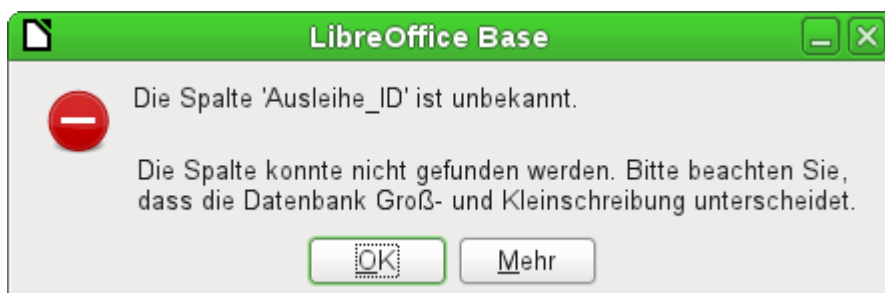 LibreOffice Base
Die Spalte 'Ausleihe_ID' ist unbekannt.
Die Spalte konnte nicht gefunden werden. Bitte beachten Sie,
dass die Datenbank Groß- und Kleinschreibung unterscheidet.
OK Mehr